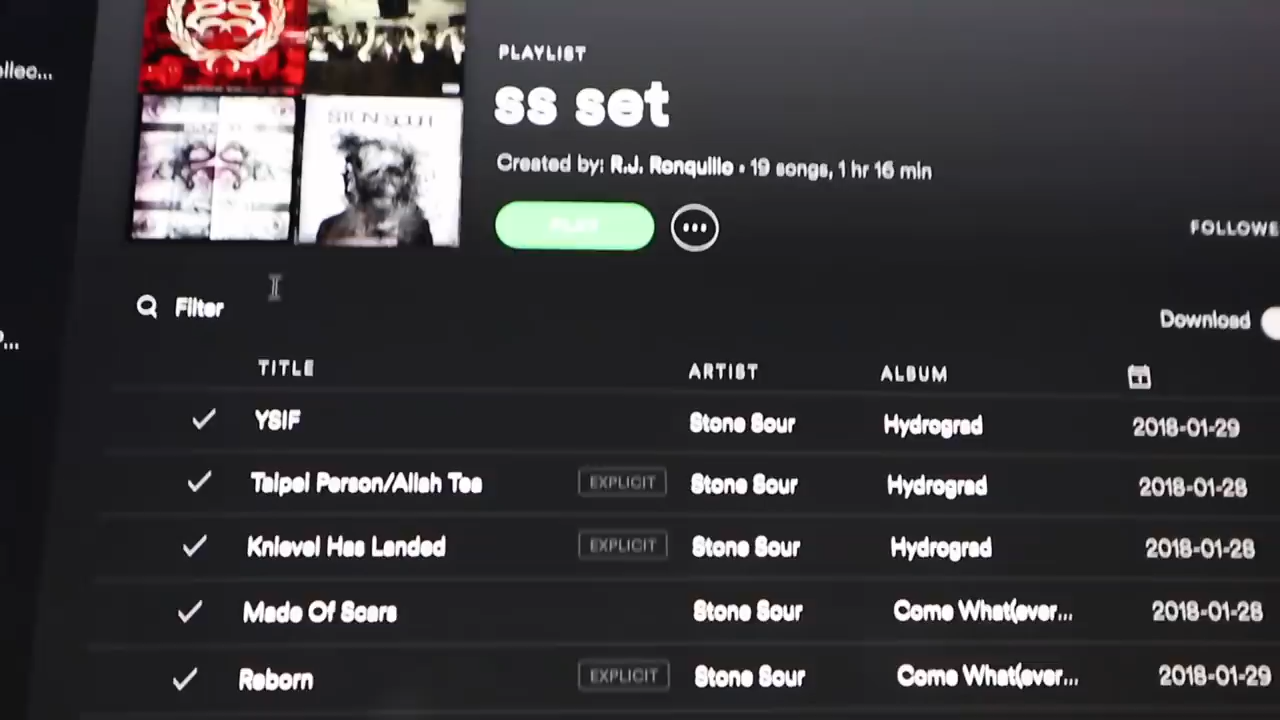 ollec...
PLAYLIST
ss set
Created by: R.J. Ronquillo • 19 songs, 1 hr 16 min
PLAY
FOLLOWE
Filter
Download
TITLE ARTIST ALBUM
YSIF Stone Sour Hydrograd 2018-01-29
Taipei Person/Allah Tea EXPLICIT Stone Sour Hydrograd 2018-01-28
Knievel Has Landed EXPLICIT Stone Sour Hydrograd 2018-01-28
Made Of Scars Stone Sour Come What(ever... 2018-01-28
Reborn EXPLICIT Stone Sour Come What(ever... 2018-01-29